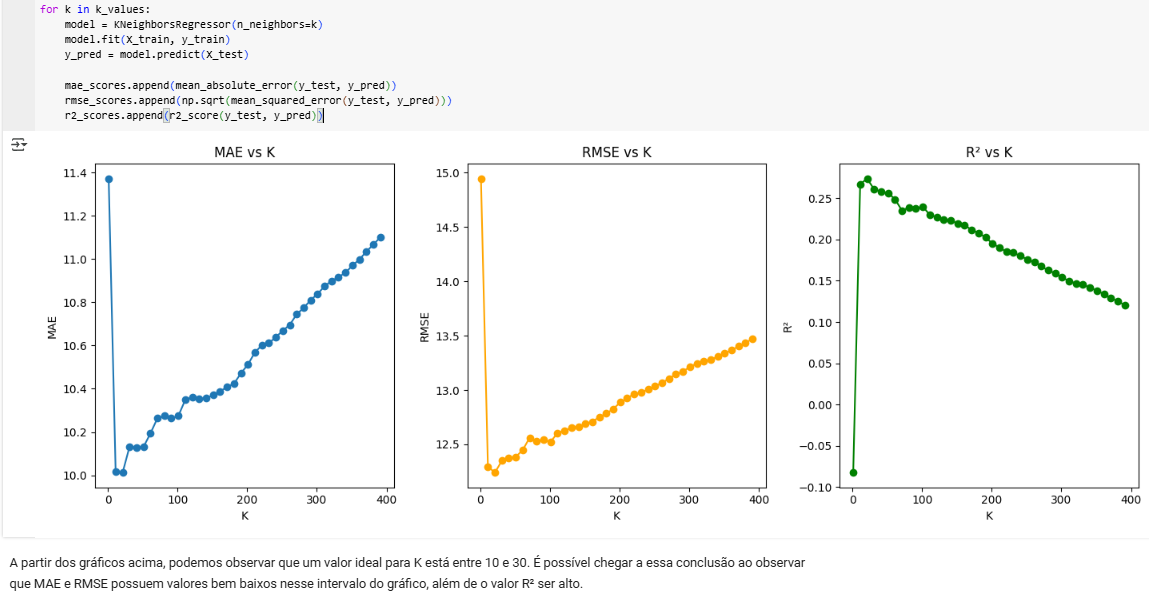 for k in k_values:
model = KNeighborsRegressor(n_neighbors=k)
model.fit(X_train, y_train)
y_pred = model.predict(X_test)
mae_scores.append(mean_absolute_error(y_test, y_pred))
rmse_scores.append(np.sqrt(mean_squared_error(y_test, y_pred)))
r2_scores.append(r2_score(y_test, y_pred))
MAE vs K
11.4
11.2
11.0
10.8
10.6
10.4
10.2
10.0
MAE
0 100 200 300 400
K
RMSE vs K
15.0
14.5
14.0
13.5
13.0
12.5
RMSE
0 100 200 300 400
K
R² vs K
0.25
0.20
0.15
0.10
0.05
0.00
−0.05
−0.10
R²
0 100 200 300 400
K
A partir dos gráficos acima, podemos observar que um valor ideal para K está entre 10 e 30. É possível chegar a essa conclusão ao observar
que MAE e RMSE possuem valores bem baixos nesse intervalo do gráfico, além de o valor R² ser alto.